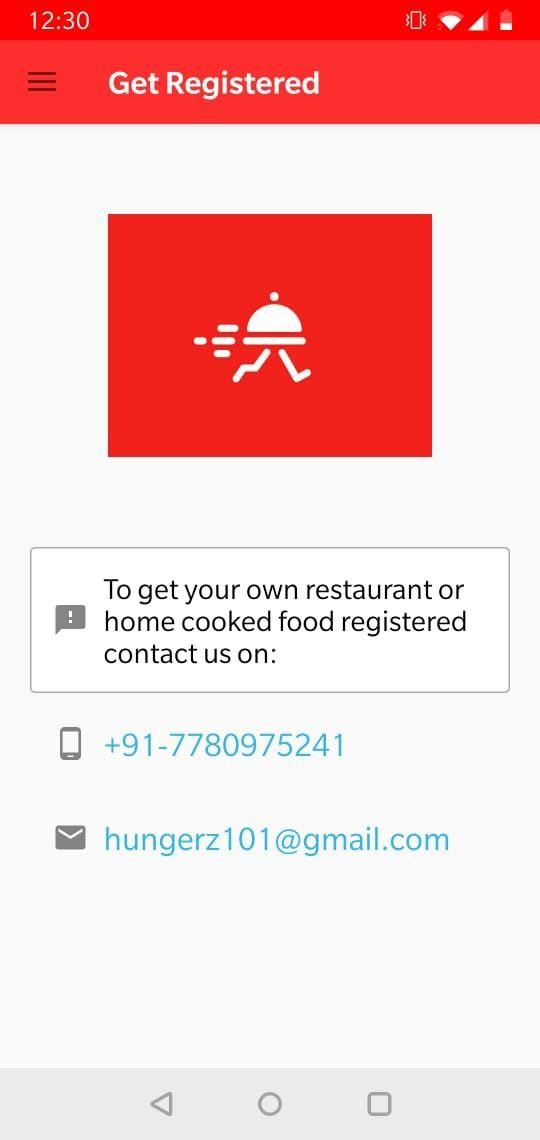 12:30
Get Registered
To get your own restaurant or
home cooked food registered
contact us on:
+91-7780975241
hungerz101@gmail.com